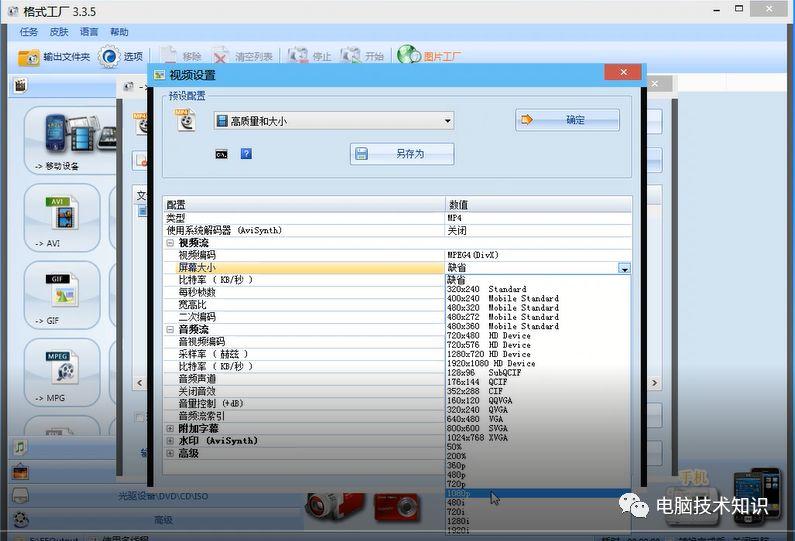 格式工厂 3.3.5
任务 皮肤 语言 帮助
输出文件夹 选项 移除 清空列表 停止 开始 图片工厂
视频设置
预设配置
高质量和大小
确定
另存为
-> 移动设备
AVI
-> AVI
GIF
-> GIF
MPEG
-> MPG
配置 数值
类型 MP4
使用系统解码器 (AviSynth) 关闭
视频流
视频编码 MPEG4(DivX)
屏幕大小 缺省
比特率 ( KB/秒 )
每秒帧数
宽高比
二次编码
音频流
音视频编码
采样率 ( 赫兹 )
比特率 ( KB/秒 )
音频声道
关闭音效
音量控制 (+dB)
音频流索引
附加字幕
水印 (AviSynth)
高级
缺省
320x240 Standard
400x240 Mobile Standard
480x320 Mobile Standard
480x272 Mobile Standard
480x360 Mobile Standard
720x480 HD Device
720x576 HD Device
1280x720 HD Device
1920x1080 HD Device
128x96 SubQCIF
176x144 QCIF
352x288 CIF
160x120 QQVGA
320x240 QVGA
640x480 VGA
800x600 SVGA
1024x768 XVGA
50%
200%
360p
480p
720p
1080p
480i
720i
1280i
1920i
光驱设备\DVD\CD\ISO
高级
手机
电脑技术知识